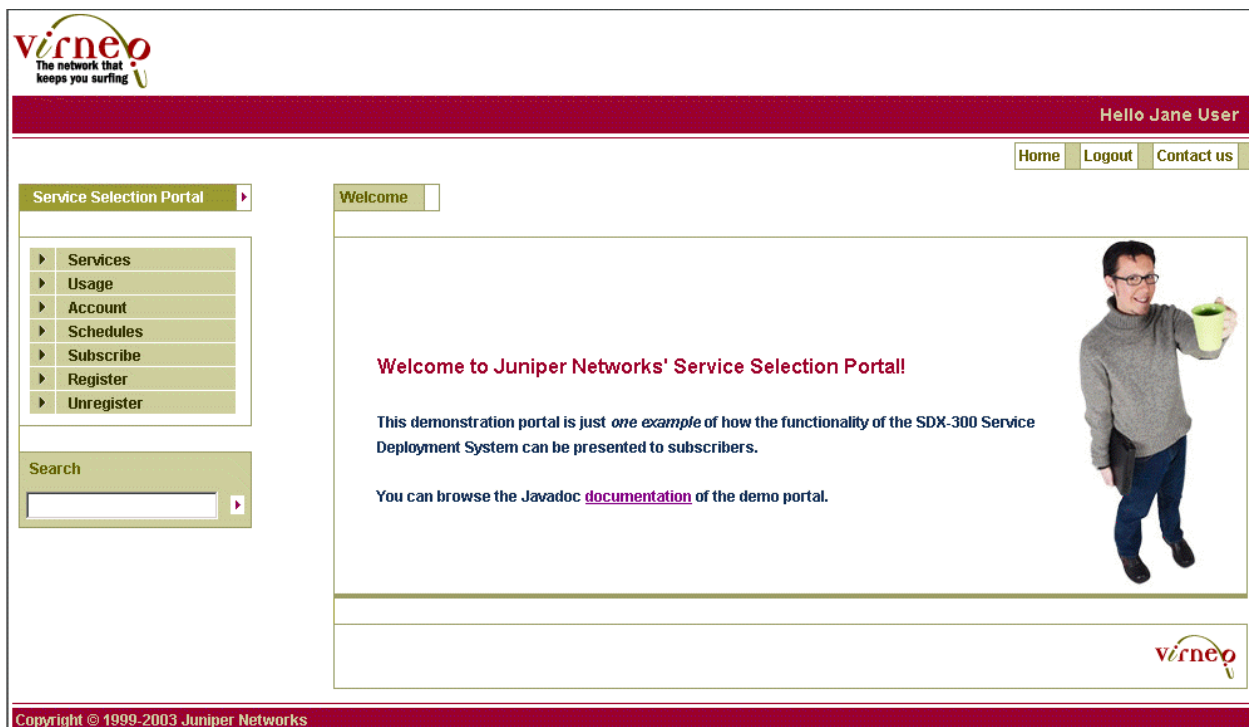 Virneo
The network that
keeps you surfing
Hello Jane User
Home Logout Contact us
Service Selection Portal
Welcome
Services
Usage
Account
Schedules
Subscribe
Register
Unregister
Search
Welcome to Juniper Networks' Service Selection Portal!
This demonstration portal is just one example of how the functionality of the SDX-300 Service
Deployment System can be presented to subscribers.
You can browse the Javadoc documentation of the demo portal.
virneo
Copyright © 1999-2003 Juniper Networks